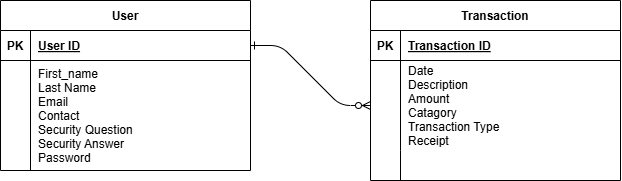 User
PK
User ID
First_name
Last Name
Email
Contact
Security Question
Security Answer
Password
Transaction
PK
Transaction ID
Date
Description
Amount
Catagory
Transaction Type
Receipt